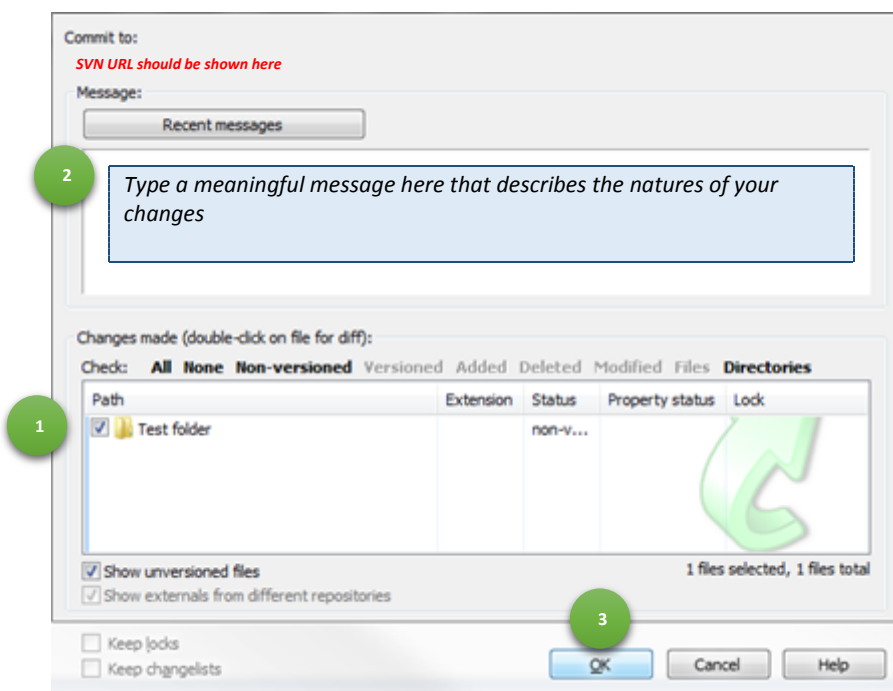 Commit to:
SVN URL should be shown here
Message:
Recent messages
2
Type a meaningful message here that describes the natures of your
changes
Changes made (double-click on file for diff):
Check: All None Non-versioned Versioned Added Deleted Modified Files Directories
Path Extension Status Property status Lock
1
Test folder non-v...
Show unversioned files 1 files selected, 1 files total
Show externals from different repositories
3
Keep locks
Keep changelists
OK Cancel Help